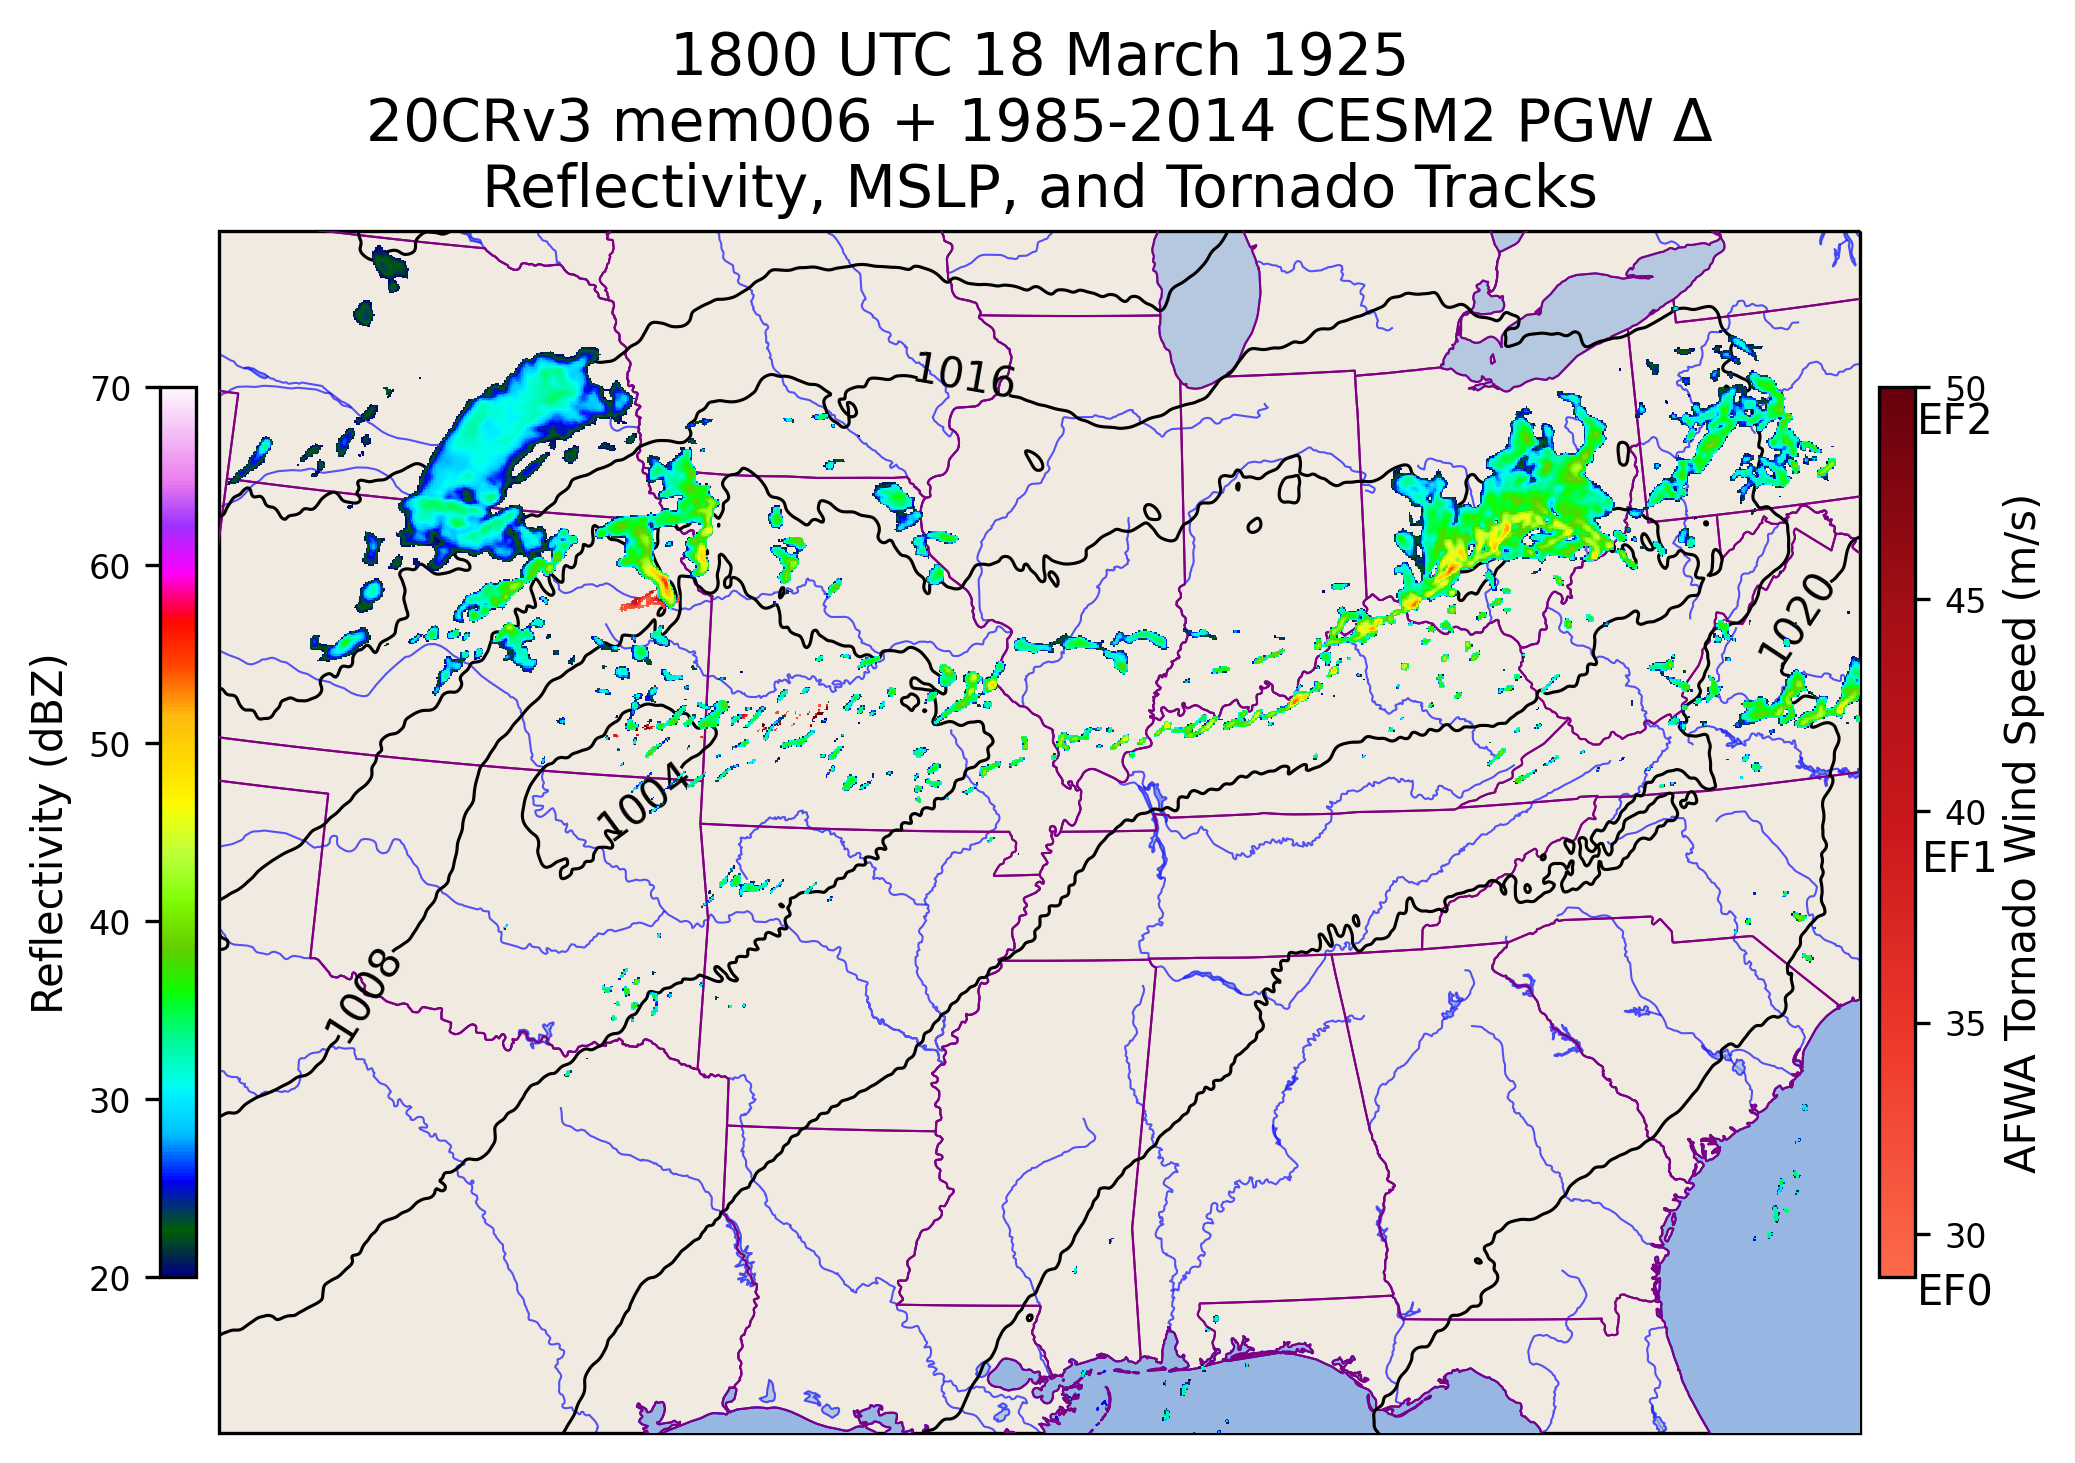 1800 UTC 18 March 1925
20CRv3 mem006 + 1985-2014 CESM2 PGW Δ
Reflectivity, MSLP, and Tornado Tracks
Reflectivity (dBZ)
70
60
50
40
30
20
1016
1020
1004
1008
50
EF2
45
40
EF1
35
30
EF0
AFWA Tornado Wind Speed (m/s)